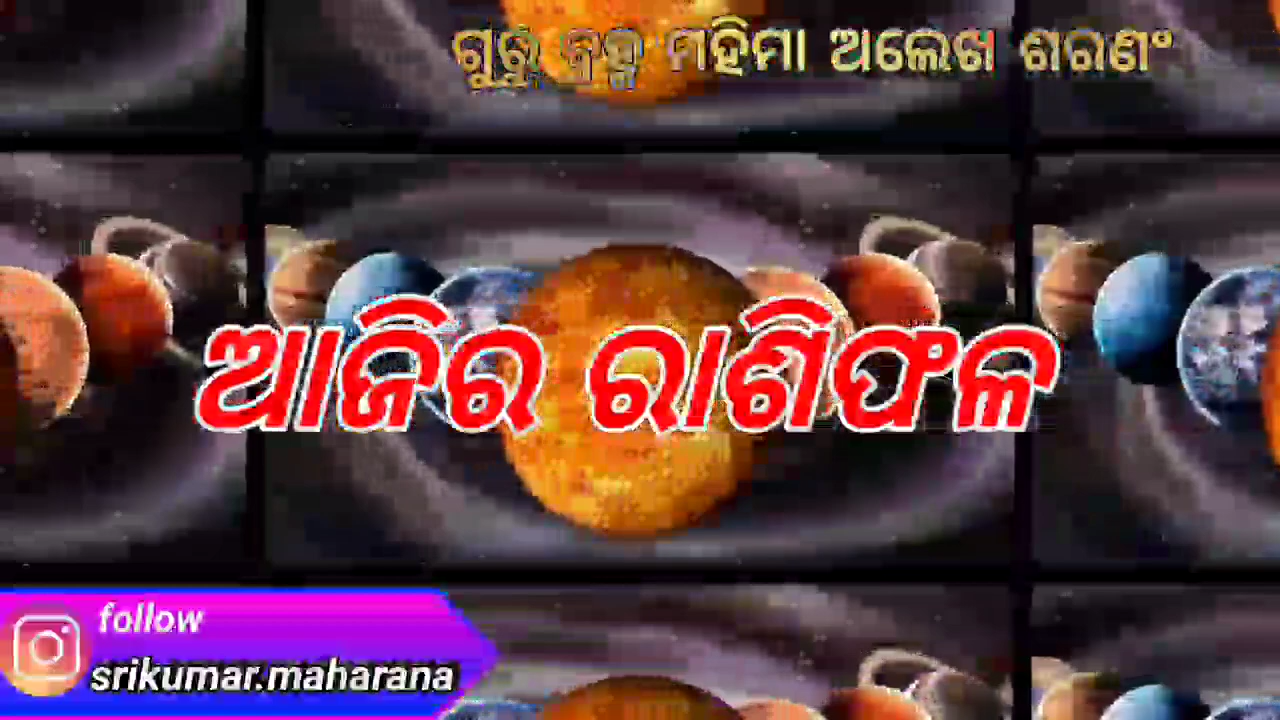 ଗୁରୁ ବ୍ରହ୍ମ ମହିମା ଅଲେଖ ଶରଣଂ
ଆଜିର ରାଶିଫଳ
follow
srikumar.maharana